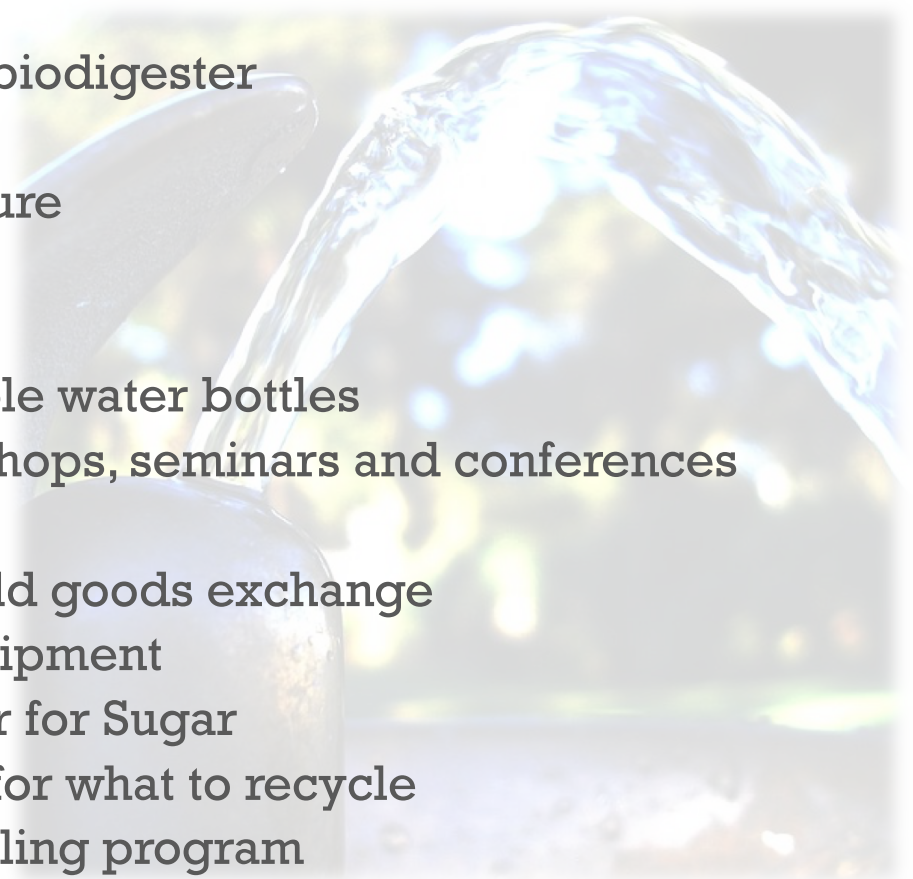 biodigester
ure
le water bottles
hops, seminars and conferences
ld goods exchange
ipment
r for Sugar
for what to recycle
ling program